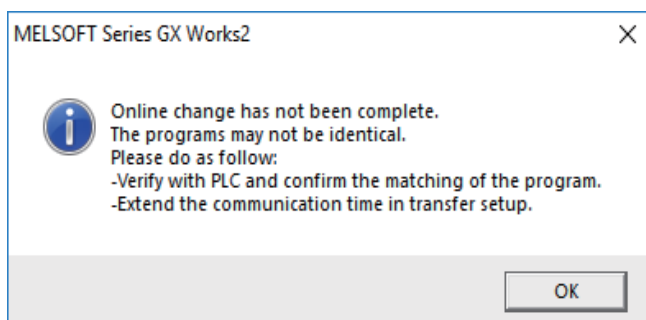 MELSOFT Series GX Works2
Online change has not been complete.
The programs may not be identical.
Please do as follow:
-Verify with PLC and confirm the matching of the program.
-Extend the communication time in transfer setup.
OK